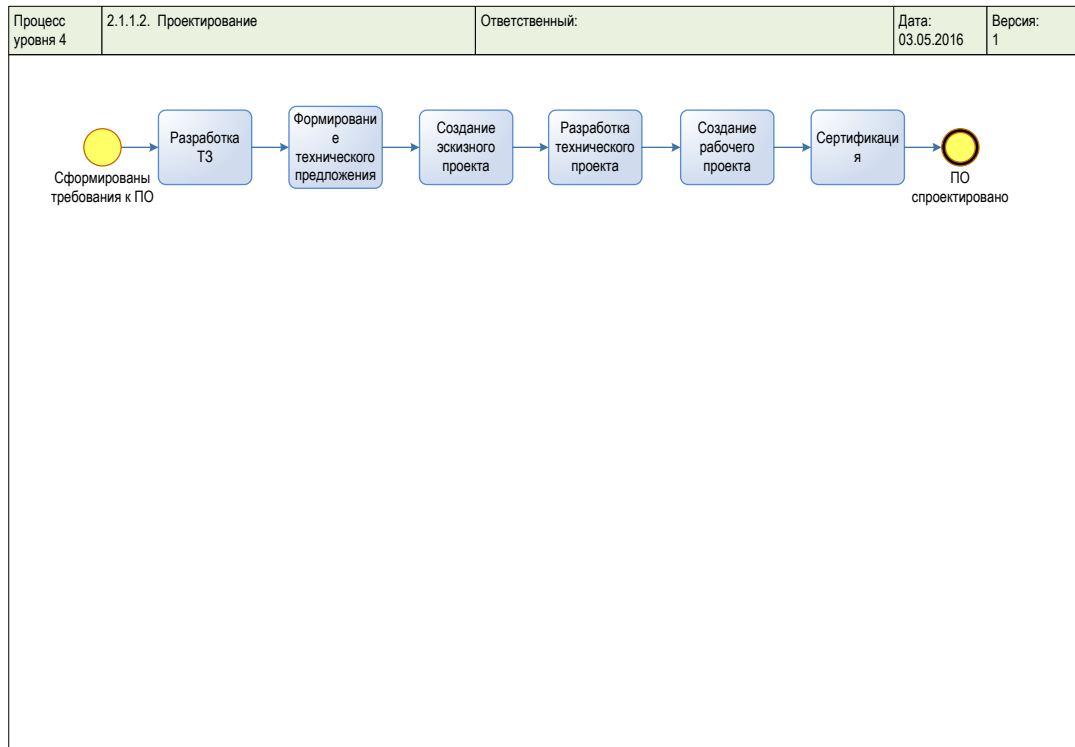 Процесс
уровня 4
2.1.1.2.  Проектирование
Ответственный:
Дата:
03.05.2016
Версия:
1
Сформированы
требования к ПО
Разработка
ТЗ
Формировани
е
технического
предложения
Создание
эскизного
проекта
Разработка
технического
проекта
Создание
рабочего
проекта
Сертификаци
я
ПО
спроектировано